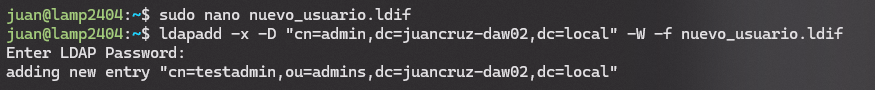 juan@lamp2404:~$ sudo nano nuevo_usuario.ldif
juan@lamp2404:~$ ldapadd -x -D "cn=admin,dc=juancruz-daw02,dc=local" -W -f nuevo_usuario.ldif
Enter LDAP Password:
adding new entry "cn=testadmin,ou=admins,dc=juancruz-daw02,dc=local"